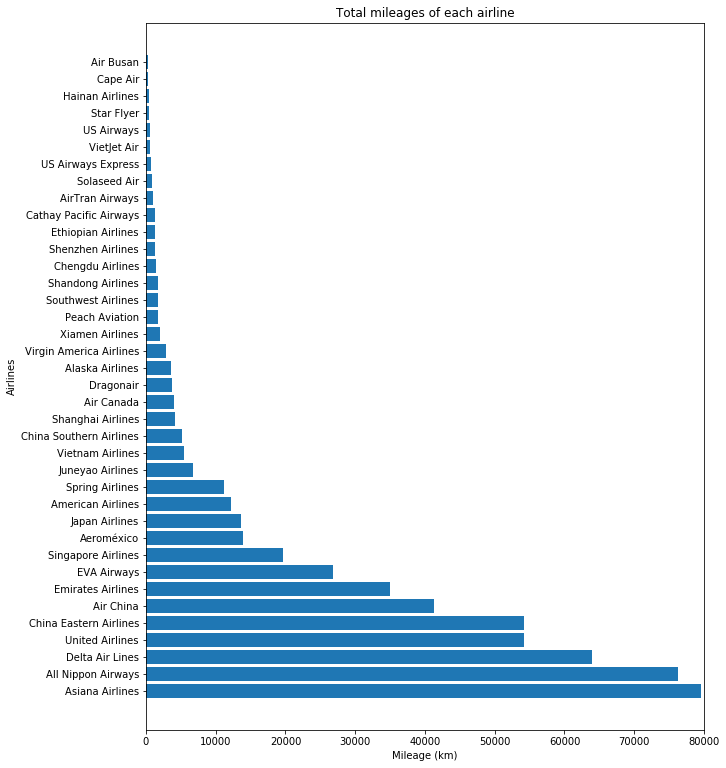 Total mileages of each airline
Airlines
Air Busan
Cape Air
Hainan Airlines
Star Flyer
US Airways
VietJet Air
US Airways Express
Solaseed Air
AirTran Airways
Cathay Pacific Airways
Ethiopian Airlines
Shenzhen Airlines
Chengdu Airlines
Shandong Airlines
Southwest Airlines
Peach Aviation
Xiamen Airlines
Virgin America Airlines
Alaska Airlines
Dragonair
Air Canada
Shanghai Airlines
China Southern Airlines
Vietnam Airlines
Juneyao Airlines
Spring Airlines
American Airlines
Japan Airlines
Aeroméxico
Singapore Airlines
EVA Airways
Emirates Airlines
Air China
China Eastern Airlines
United Airlines
Delta Air Lines
All Nippon Airways
Asiana Airlines
0 10000 20000 30000 40000 50000 60000 70000 80000
Mileage (km)